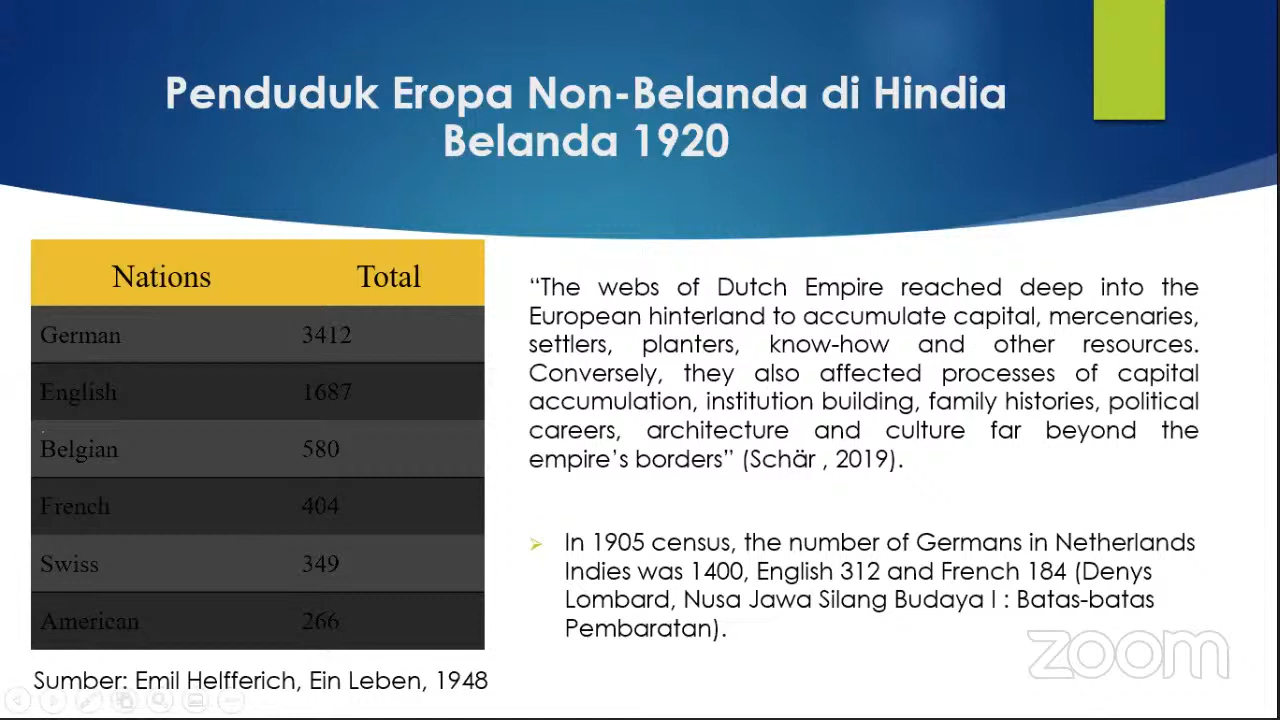 Penduduk Eropa Non-Belanda di Hindia
Belanda 1920
Nations Total
German 3412
English 1687
Belgian 580
French 404
Swiss 349
American 266
Sumber: Emil Helfferich, Ein Leben, 1948
“The webs of Dutch Empire reached deep into the
European hinterland to accumulate capital, mercenaries,
settlers, planters, know-how and other resources.
Conversely, they also affected processes of capital
accumulation, institution building, family histories, political
careers, architecture and culture far beyond the
empire’s borders” (Schär , 2019).
In 1905 census, the number of Germans in Netherlands
Indies was 1400, English 312 and French 184 (Denys
Lombard, Nusa Jawa Silang Budaya I : Batas-batas
Pembaratan).
zoom